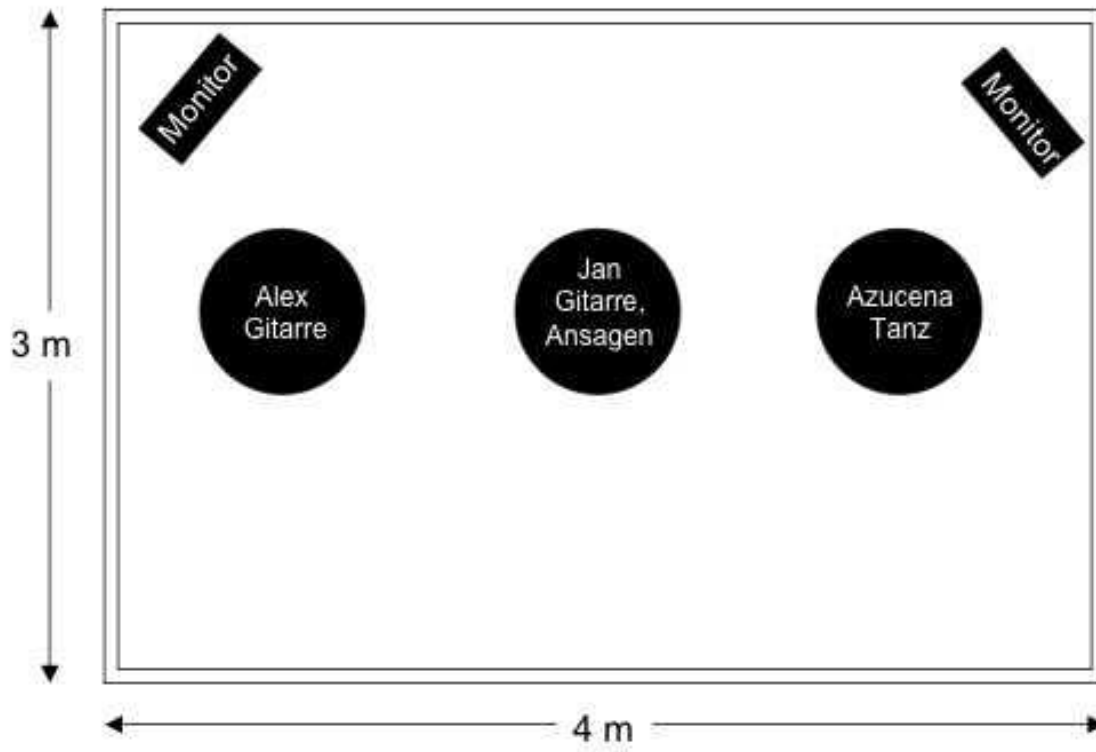 Monitor
Monitor
Alex
Gitarre
Jan
Gitarre,
Ansagen
Azucena
Tanz
3 m
4 m